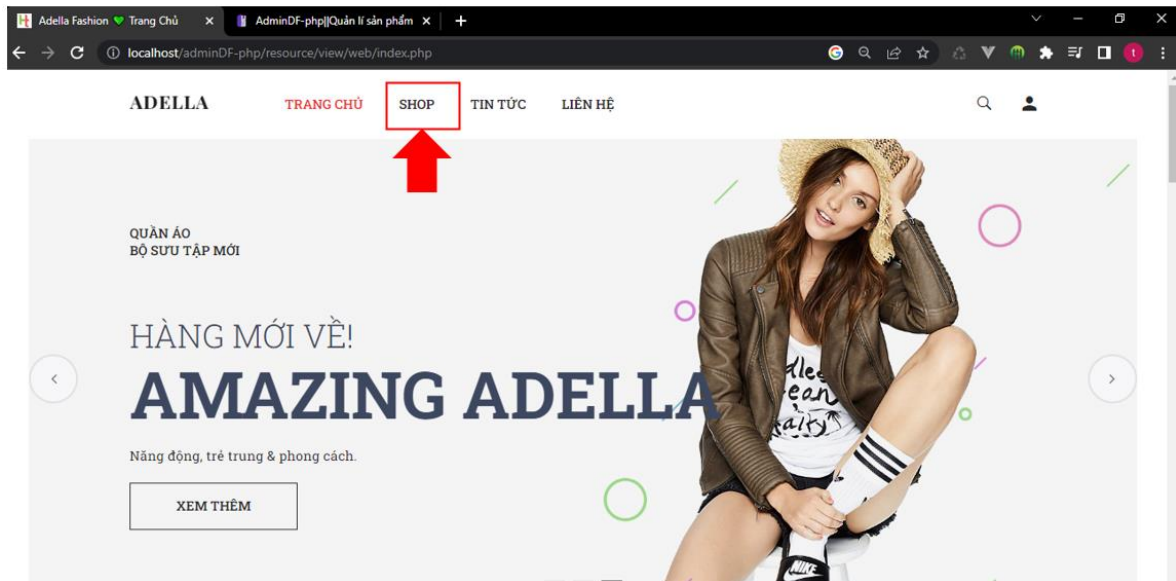 Adella Fashion 💚 Trang Chủ
AdminDF-php||Quản lí sản phẩm
localhost/adminDF-php/resource/view/web/index.php
t
ADELLA
TRANG CHỦ
SHOP
TIN TỨC
LIÊN HỆ
QUẦN ÁO
BỘ SƯU TẬP MỚI
HÀNG MỚI VỀ!
AMAZING ADELLA
Năng động, trẻ trung & phong cách.
XEM THÊM
NIKE